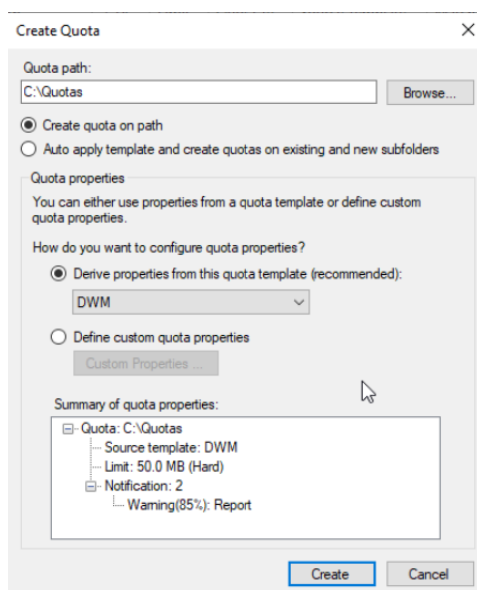 Create Quota
Quota path:
C:\Quotas
Browse...
Create quota on path
Auto apply template and create quotas on existing and new subfolders
Quota properties
You can either use properties from a quota template or define custom
quota properties.
How do you want to configure quota properties?
Derive properties from this quota template (recommended):
DWM
Define custom quota properties
Custom Properties ...
Summary of quota properties:
Quota: C:\Quotas
Source template: DWM
Limit: 50.0 MB (Hard)
Notification: 2
Warning(85%): Report
Create
Cancel